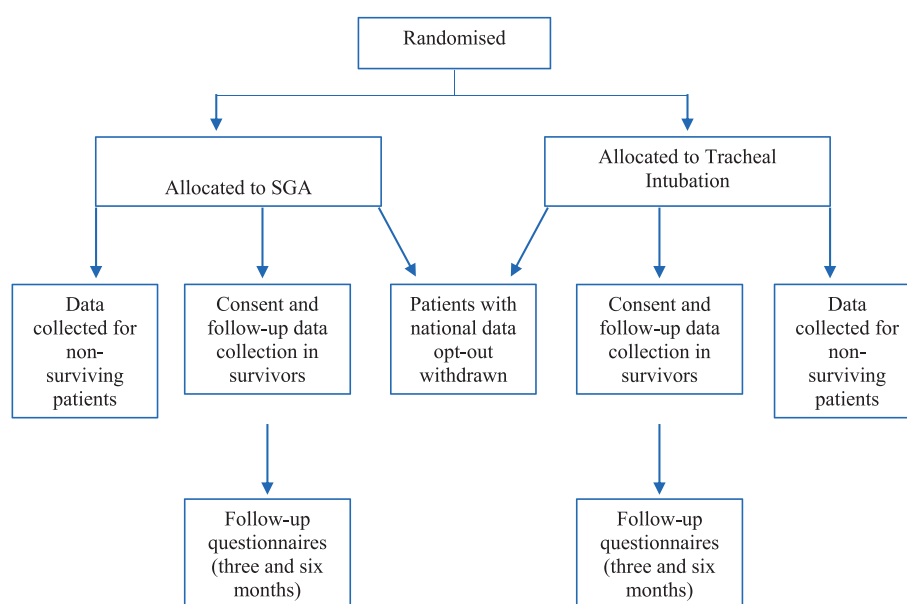 Randomised
Allocated to SGA
Allocated to Tracheal
Intubation
Data
collected for
non-
surviving
patients
Consent and
follow-up data
collection in
survivors
Patients with
national data
opt-out
withdrawn
Consent and
follow-up data
collection in
survivors
Data
collected for
non-
surviving
patients
Follow-up
questionnaires
(three and six
months)
Follow-up
questionnaires
(three and six
months)